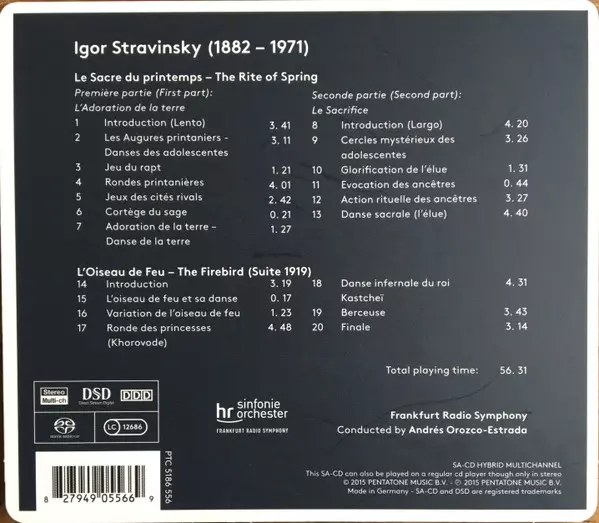 Igor Stravinsky (1882 – 1971)
Le Sacre du printemps – The Rite of Spring
Première partie (First part):
L'Adoration de la terre
1 Introduction (Lento) 3. 41
2 Les Augures printaniers -
Danses des adolescentes 3. 11
3 Jeu du rapt 1. 21
4 Rondes printanières 4. 01
5 Jeux des cités rivals 2. 42
6 Cortège du sage 0. 21
7 Adoration de la terre –
Danse de la terre 1. 27
Seconde partie (Second part):
Le Sacrifice
8 Introduction (Largo) 4. 20
9 Cercles mystérieux des 3. 26
adolescentes
10 Glorification de l'élue 1. 31
11 Evocation des ancêtres 0. 44
12 Action rituelle des ancêtres 3. 27
13 Danse sacrale (l'élue) 4. 40
L'Oiseau de Feu – The Firebird (Suite 1919)
14 Introduction 3. 19
15 L'oiseau de feu et sa danse 0. 17
16 Variation de l'oiseau de feu 1. 23
17 Ronde des princesses 4. 48
(Khorovode)
18 Danse infernale du roi 4. 31
Kastcheï
19 Berceuse 3. 43
20 Finale 3. 14
Total playing time: 56. 31
Stereo
Multi-ch
DSD
Direct Stream Digital
DDD
SUPER AUDIO CD
LC 12686
hr sinfonie
orchester
FRANKFURT RADIO SYMPHONY
Frankfurt Radio Symphony
Conducted by Andrés Orozco-Estrada
PTC 5186 556
8 27949 05566 9
SA-CD HYBRID MULTICHANNEL
This SA-CD can also be played on a regular cd player though only in stereo
© 2015 PENTATONE MUSIC B.V. - ℗ 2015 PENTATONE MUSIC B.V.
Made in Germany - SA-CD and DSD are registered trademarks